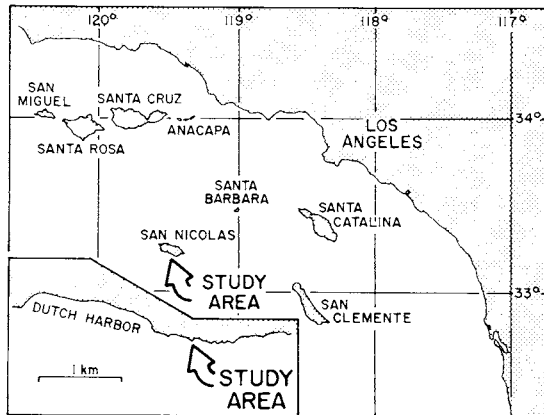 120° 119° 118° 117°
SAN
MIGUEL
SANTA CRUZ
SANTA ROSA
ANACAPA
LOS
ANGELES
34°
SANTA
BARBARA
SANTA
CATALINA
SAN NICOLAS
STUDY
AREA
33°
SAN
CLEMENTE
DUTCH HARBOR
1 km
STUDY
AREA